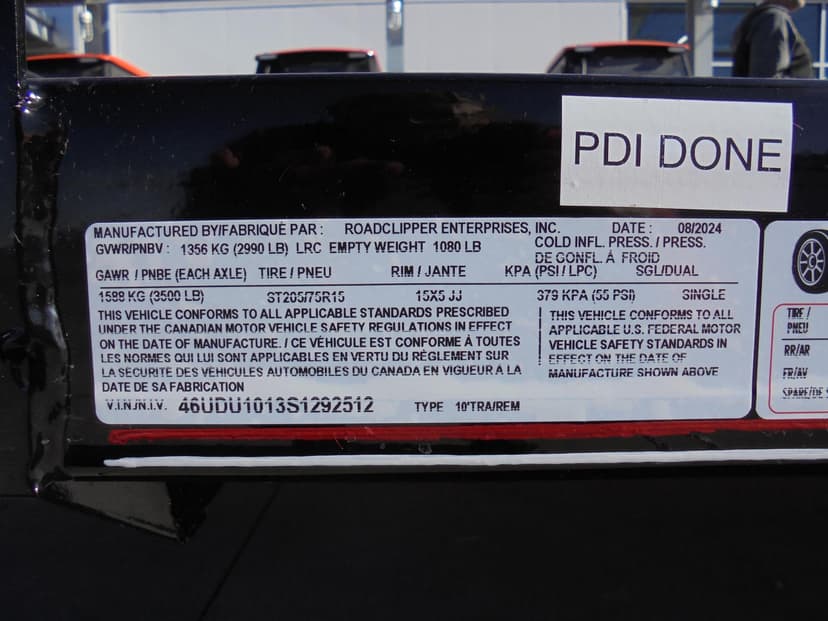 PDI DONE
MANUFACTURED BY/FABRIQUÉ PAR : ROADCLIPPER ENTERPRISES, INC. DATE : 08/2024
GVWR/PNBV : 1356 KG (2990 LB) LRC EMPTY WEIGHT 1080 LB COLD INFL. PRESS. / PRESS.
DE GONFL. À FROID
GAWR / PNBE (EACH AXLE) TIRE / PNEU RIM / JANTE KPA (PSI / LPC) SGL/DUAL
1588 KG (3500 LB) ST205/75R15 15X5 JJ 379 KPA (55 PSI) SINGLE
THIS VEHICLE CONFORMS TO ALL APPLICABLE STANDARDS PRESCRIBED
UNDER THE CANADIAN MOTOR VEHICLE SAFETY REGULATIONS IN EFFECT
ON THE DATE OF MANUFACTURE. / CE VÉHICULE EST CONFORME À TOUTES
LES NORMES QUI LUI SONT APPLICABLES EN VERTU DU RÈGLEMENT SUR
LA SÉCURITÉ DES VÉHICULES AUTOMOBILES DU CANADA EN VIGUEUR À LA
DATE DE SA FABRICATION
THIS VEHICLE CONFORMS TO ALL
APPLICABLE U.S. FEDERAL MOTOR
VEHICLE SAFETY STANDARDS IN
EFFECT ON THE DATE OF
MANUFACTURE SHOWN ABOVE
V.I.N./N.I.V. 46UDU1013S1292512 TYPE 10'TRA/REM
TIRE /
PNEU
RR/AR
FR/AV
SPARE/DE S